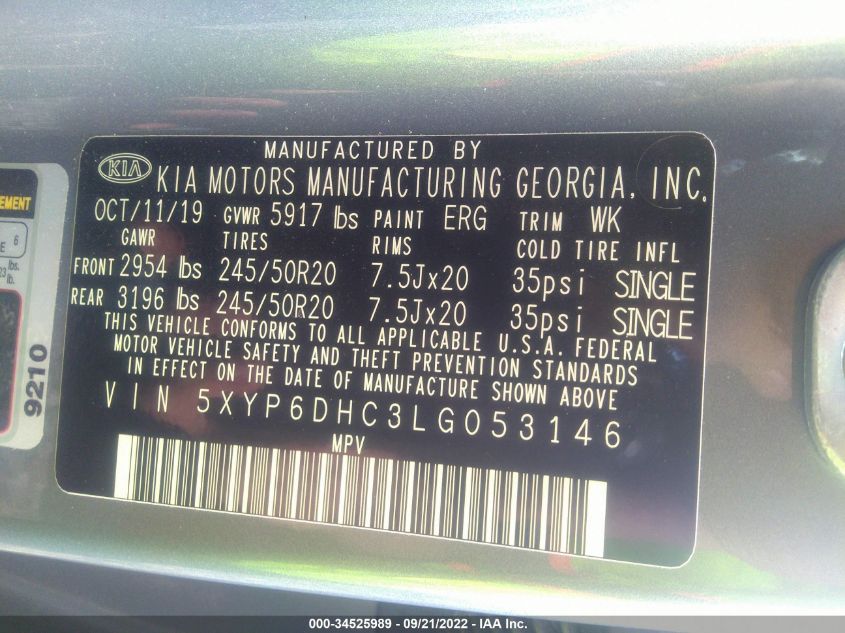 MANUFACTURED BY
KIA KIA MOTORS MANUFACTURING GEORGIA, INC.
OCT/11/19 GVWR 5917 lbs PAINT ERG TRIM WK
GAWR TIRES RIMS COLD TIRE INFL
FRONT 2954 lbs 245/50R20 7.5Jx20 35psi SINGLE
REAR 3196 lbs 245/50R20 7.5Jx20 35psi SINGLE
THIS VEHICLE CONFORMS TO ALL APPLICABLE U.S.A. FEDERAL
MOTOR VEHICLE SAFETY AND THEFT PREVENTION STANDARDS
IN EFFECT ON THE DATE OF MANUFACTURE SHOWN ABOVE
VIN 5XYP6DHC3LG053146
MPV
6
lbs.
lb.
9210
000-34525989 - 09/21/2022 - IAA Inc.